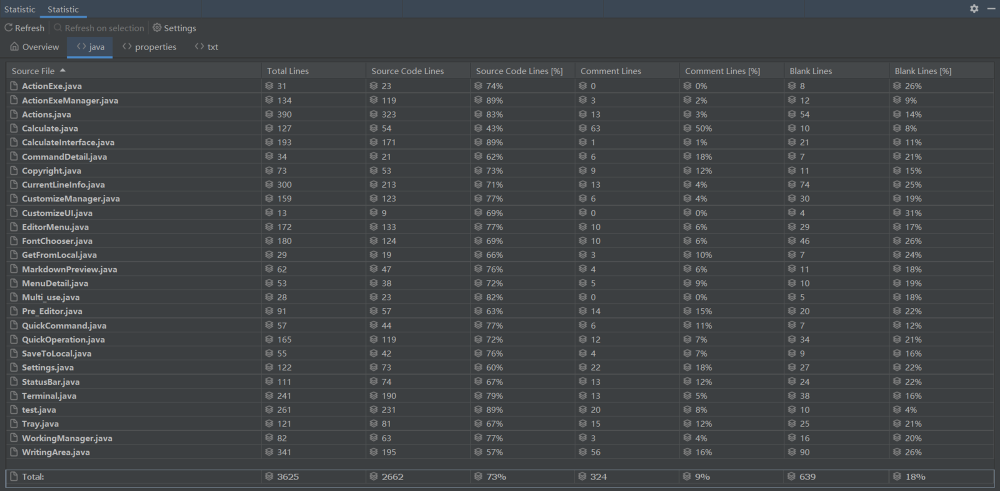 Statistic Statistic
Refresh Refresh on selection Settings
Overview java properties txt
Source File Total Lines Source Code Lines Source Code Lines [%] Comment Lines Comment Lines [%] Blank Lines Blank Lines [%]
ActionExe.java 31 23 74% 0 0% 8 26%
ActionExeManager.java 134 119 89% 3 2% 12 9%
Actions.java 390 323 83% 13 3% 54 14%
Calculate.java 127 54 43% 63 50% 10 8%
CalculateInterface.java 193 171 89% 1 1% 21 11%
CommandDetail.java 34 21 62% 6 18% 7 21%
Copyright.java 73 53 73% 9 12% 11 15%
CurrentLineInfo.java 300 213 71% 13 4% 74 25%
CustomizeManager.java 159 123 77% 6 4% 30 19%
CustomizeUI.java 13 9 69% 0 0% 4 31%
EditorMenu.java 172 133 77% 10 6% 29 17%
FontChooser.java 180 124 69% 10 6% 46 26%
GetFromLocal.java 29 19 66% 3 10% 7 24%
MarkdownPreview.java 62 47 76% 4 6% 11 18%
MenuDetail.java 53 38 72% 5 9% 10 19%
Multi_use.java 28 23 82% 0 0% 5 18%
Pre_Editor.java 91 57 63% 14 15% 20 22%
QuickCommand.java 57 44 77% 6 11% 7 12%
QuickOperation.java 165 119 72% 12 7% 34 21%
SaveToLocal.java 55 42 76% 4 7% 9 16%
Settings.java 122 73 60% 22 18% 27 22%
StatusBar.java 111 74 67% 13 12% 24 22%
Terminal.java 241 190 79% 13 5% 38 16%
test.java 261 231 89% 20 8% 10 4%
Tray.java 121 81 67% 15 12% 25 21%
WorkingManager.java 82 63 77% 3 4% 16 20%
WritingArea.java 341 195 57% 56 16% 90 26%
Total: 3625 2662 73% 324 9% 639 18%